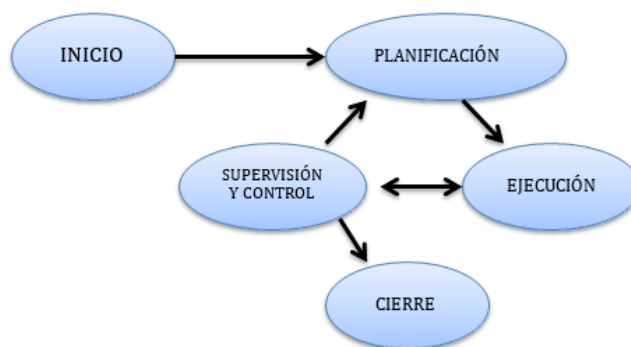 INICIO
PLANIFICACIÓN
SUPERVISIÓN
Y CONTROL
EJECUCIÓN
CIERRE